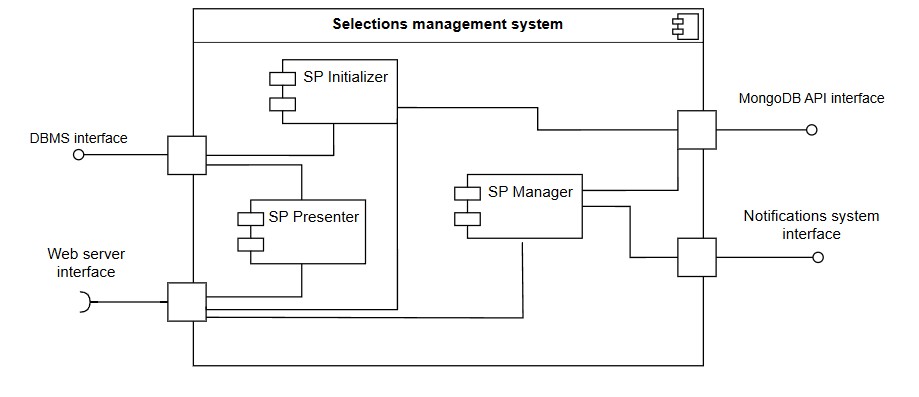 Selections management system
SP Initializer
MongoDB API interface
DBMS interface
SP Manager
SP Presenter
Notifications system
interface
Web server
interface